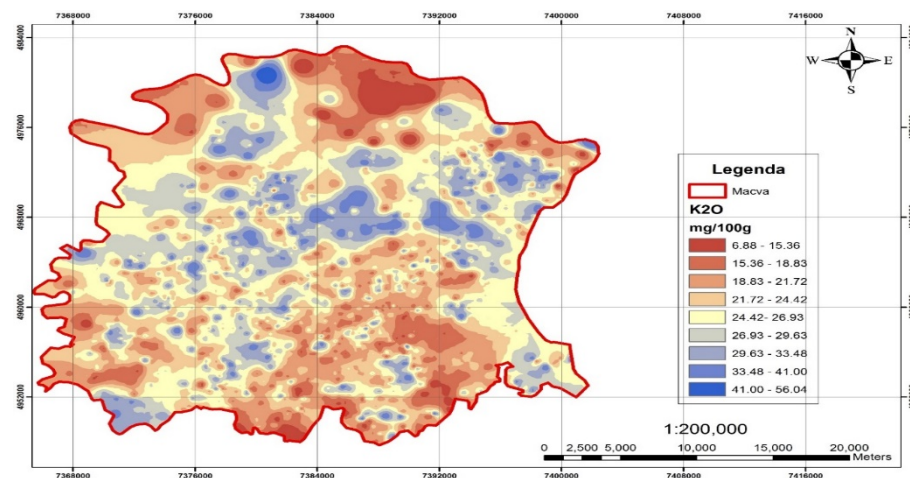 7368000 7376000 7384000 7392000 7400000 7408000 7416000
4984000
N
W E
S
4976000
Legenda
Macva
K2O
mg/100g
4968000
6.88 - 15.36
15.36 - 18.83
18.83 - 21.72
21.72 - 24.42
24.42 - 26.93
26.93 - 29.63
29.63 - 33.48
33.48 - 41.00
41.00 - 56.04
4960000
4952000
1:200,000
0 2,500 5,000 10,000 15,000 20,000
Meters
7368000 7376000 7384000 7392000 7400000 7408000 7416000